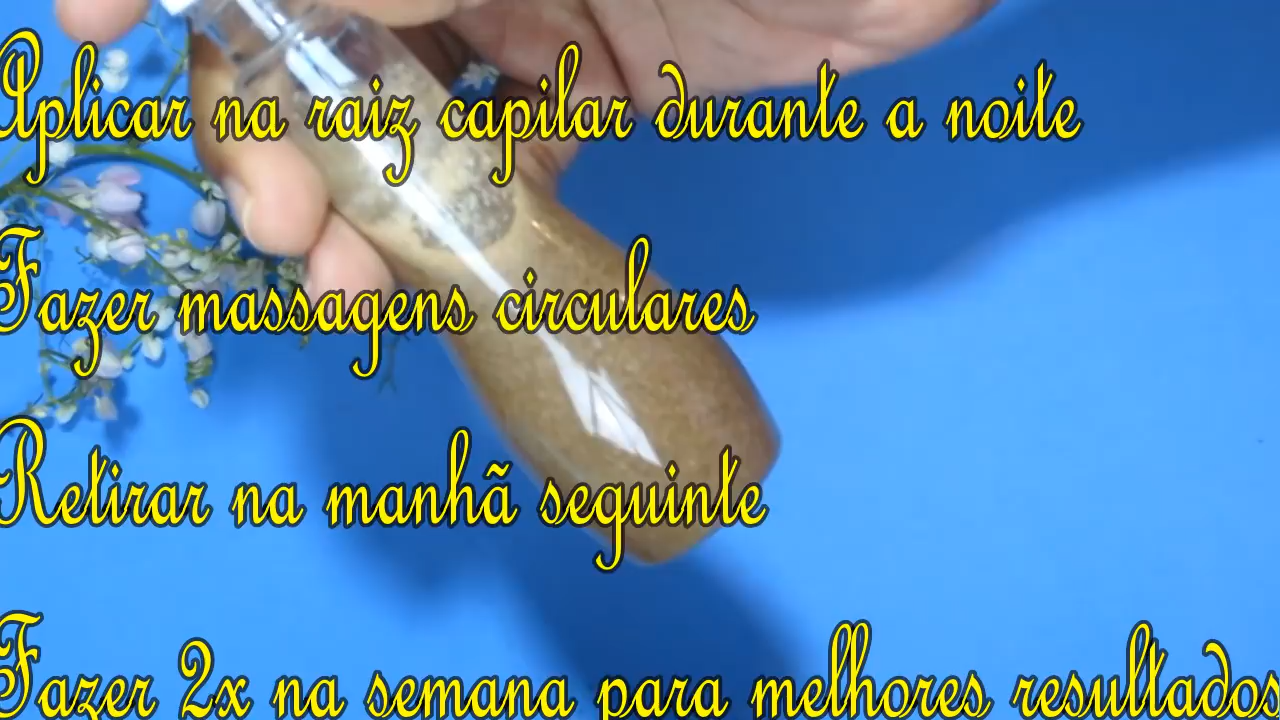 Aplicar na raiz capilar durante a noite
Fazer massagens circulares
Retirar na manhã seguinte
Fazer 2x na semana para melhores resultados